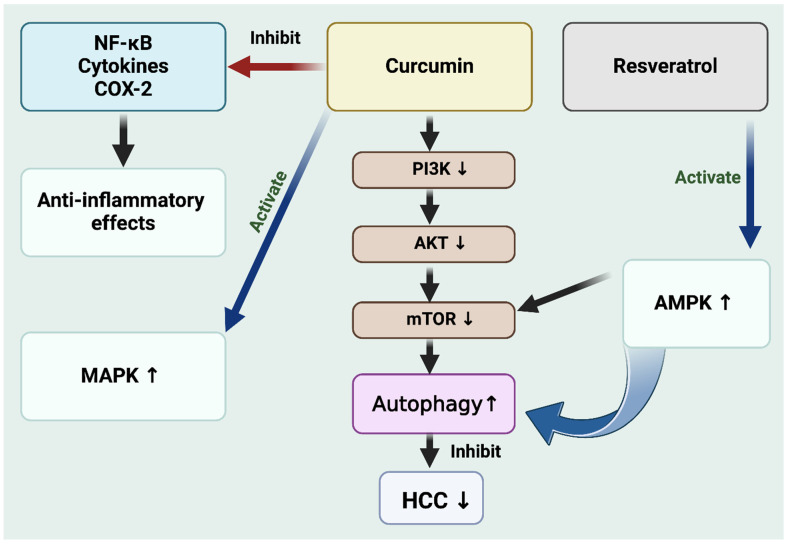 NF-κB
Cytokines
COX-2
Inhibit
Curcumin
Resveratrol
Anti-inflammatory
effects
Activate
PI3K ↓
Activate
AKT ↓
AMPK ↑
mTOR ↓
MAPK ↑
Autophagy↑
Inhibit
HCC ↓